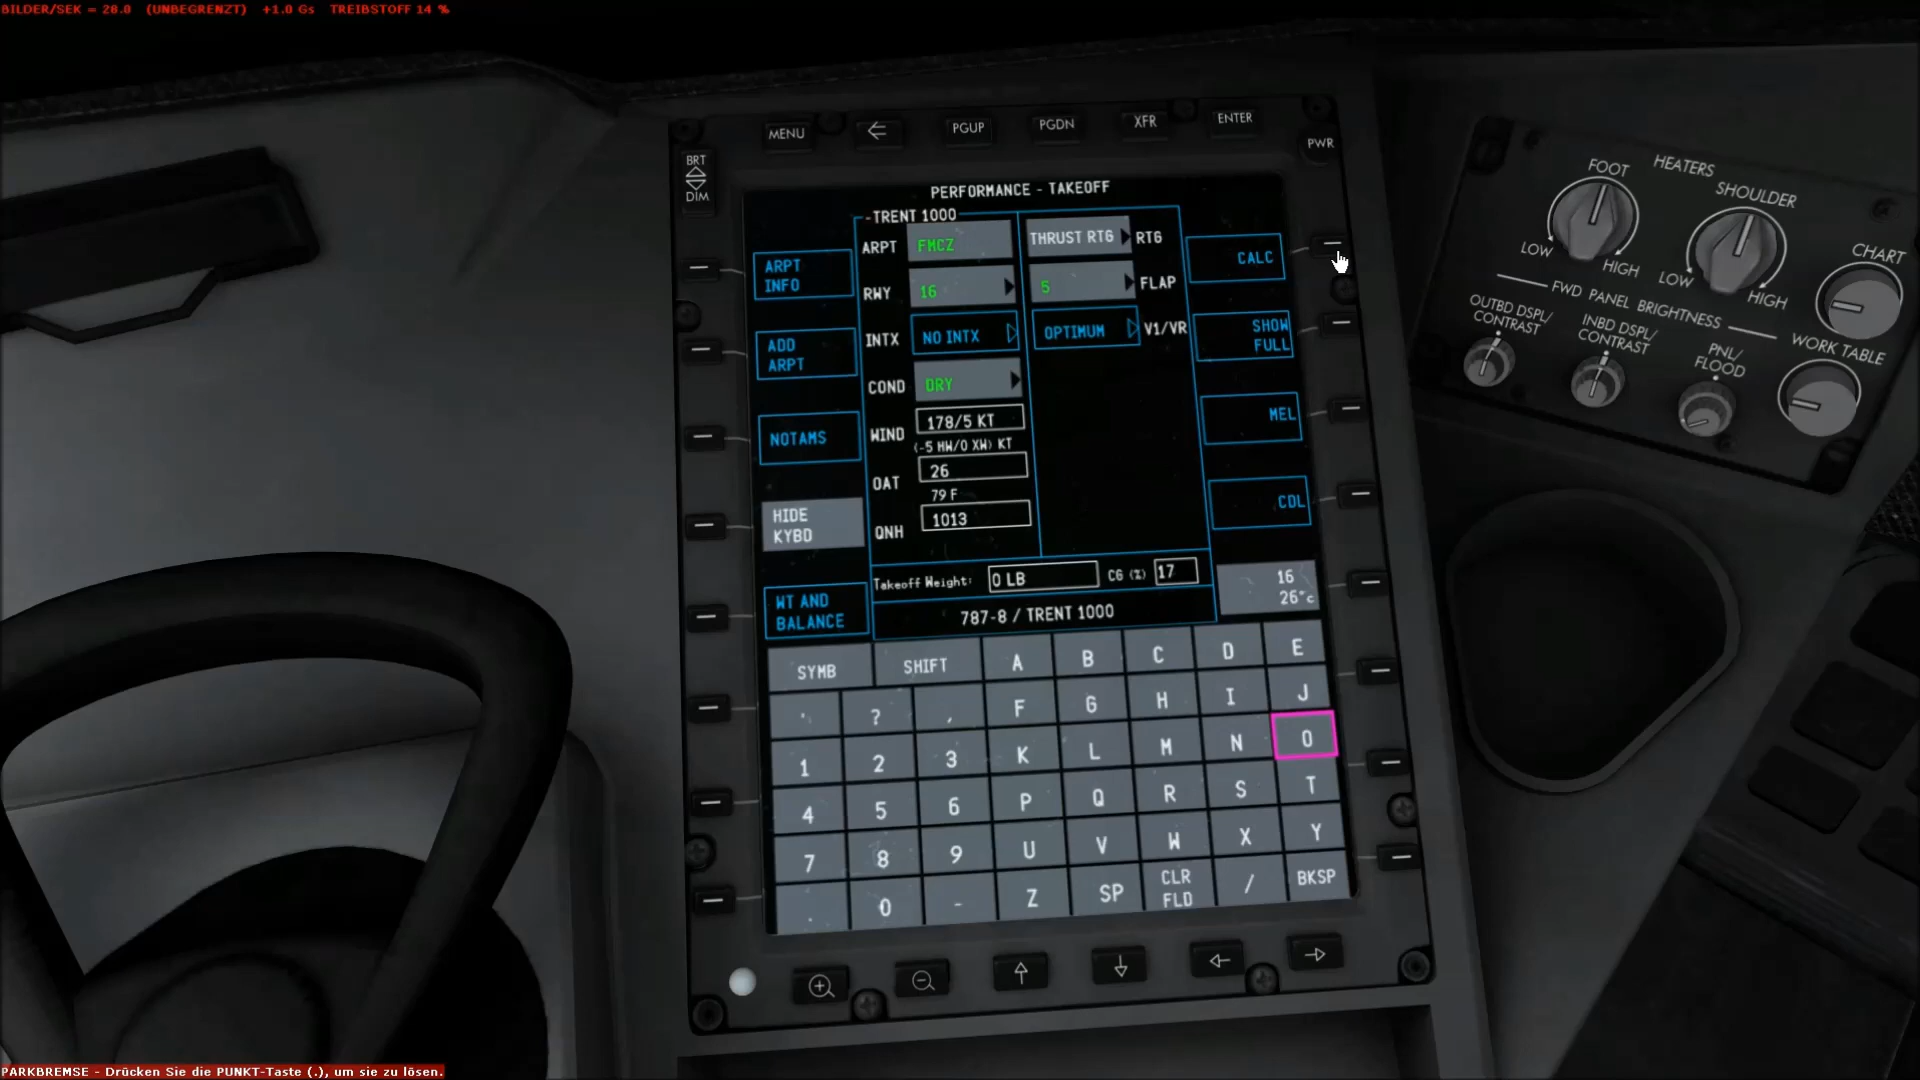 BILDER/SEK = 28.0 (UNBEGRENZT) +1.0 Gs TREIBSTOFF 14 %
MENU PGUP PGDN XFR ENTER
PWR
BRT
DIM
PERFORMANCE - TAKEOFF
TRENT 1000
ARPT FMCZ THRUST RTG RTG
RWY 16 5 FLAP
INTX NO INTX OPTIMUM V1/VR
COND DRY
WIND 178/5 KT
(-5 HW/0 XW) KT
OAT 26
79 F
QNH 1013
Takeoff Weight: 0 LB CG (%) 17
787-8 / TRENT 1000
ARPT
INFO
ADD
ARPT
NOTAMS
HIDE
KYBD
WT AND
BALANCE
CALC
SHOW
FULL
MEL
CDL
16
26°C
SYMB SHIFT A B C D E
' ? , F G H I J
1 2 3 K L M N O
4 5 6 P Q R S T
7 8 9 U V W X Y
. 0 - Z SP CLR FLD / BKSP
HEATERS
FOOT SHOULDER
LOW HIGH LOW HIGH
CHART
FWD PANEL BRIGHTNESS
OUTBD DSPL/
CONTRAST
INBD DSPL/
CONTRAST
PNL/
FLOOD
WORK TABLE
PARKBREMSE - Drücken Sie die PUNKT-Taste (.), um sie zu lösen.